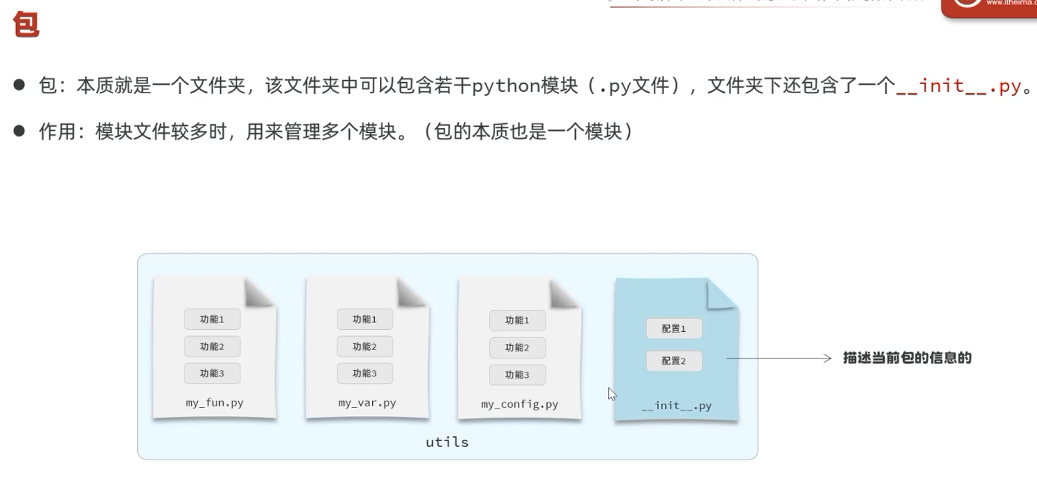 www.itheima.c
包
● 包：本质就是一个文件夹，该文件夹中可以包含若干python模块（.py文件），文件夹下还包含了一个__init__.py。
● 作用：模块文件较多时，用来管理多个模块。（包的本质也是一个模块）
功能1
功能2
功能3
my_fun.py
功能1
功能2
功能3
my_var.py
功能1
功能2
功能3
my_config.py
配置1
配置2
__init__.py
描述当前包的信息的
utils